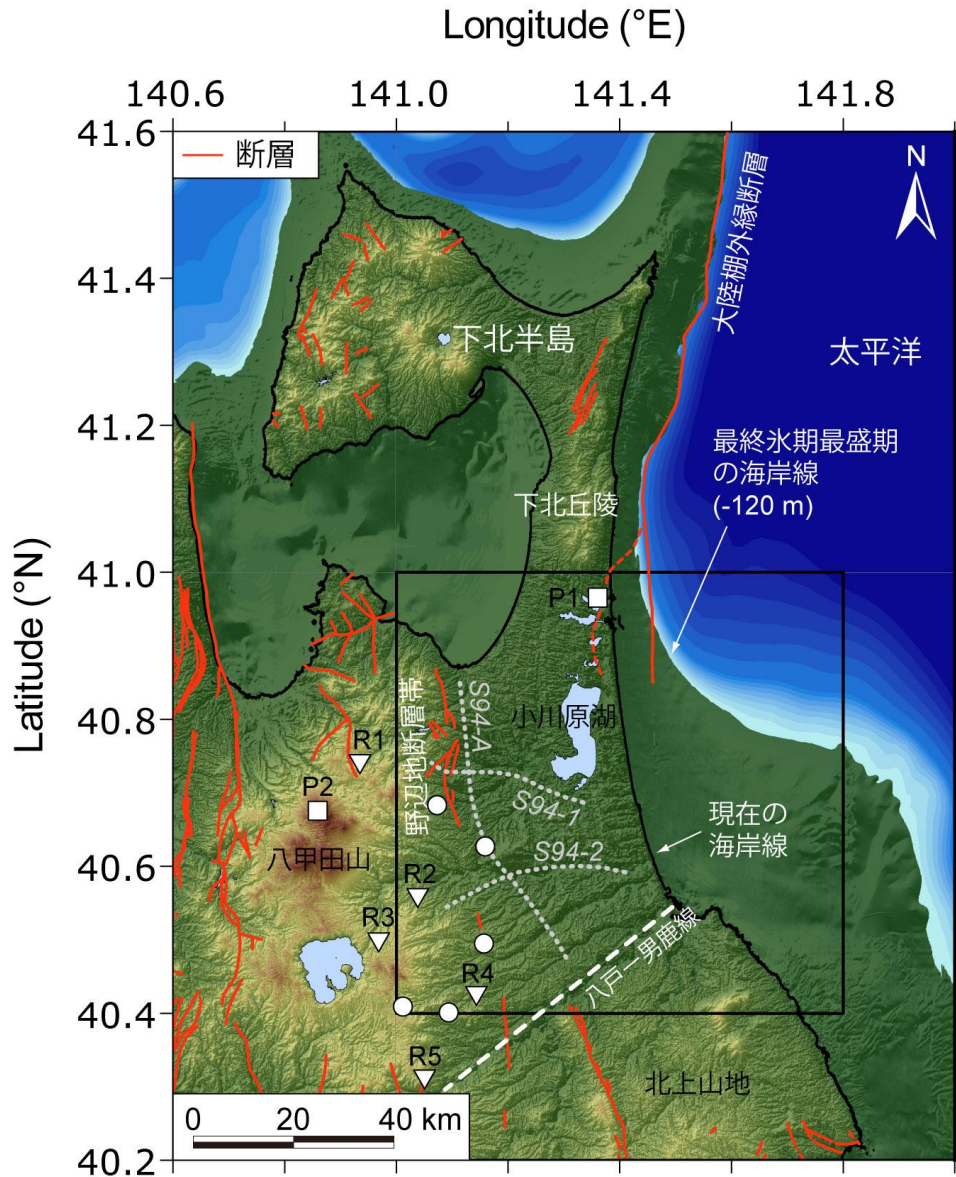 Longitude (°E)
140.6 141.0 141.4 141.8
41.6
断層
N
大陸棚外縁断層
41.4
下北半島
太平洋
41.2
最終氷期最盛期
の海岸線
(-120 m)
下北丘陵
Latitude (°N)
41.0
P1
40.8
野辺地断層帯
S94-A
小川原湖
R1
P2
S94-1
現在の
海岸線
八甲田山
S94-2
40.6
R2
R3
R4
八戸ー男鹿線
40.4
R5
北上山地
0 20 40 km
40.2